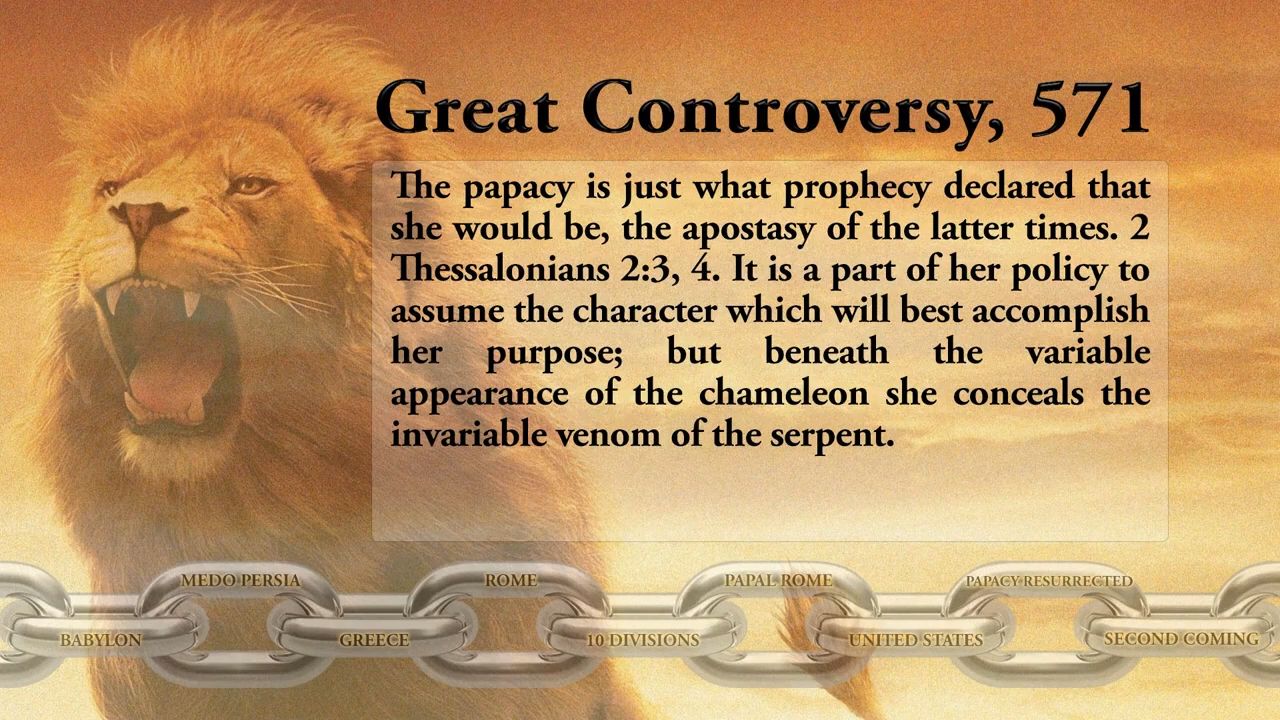 Great Controversy, 571
The papacy is just what prophecy declared that
she would be, the apostasy of the latter times. 2
Thessalonians 2:3, 4. It is a part of her policy to
assume the character which will best accomplish
her purpose; but beneath the variable
appearance of the chameleon she conceals the
invariable venom of the serpent.
MEDO PERSIA
ROME
PAPAL ROME
PAPACY RESURRECTED
BABYLON
GREECE
10 DIVISIONS
UNITED STATES
SECOND COMING